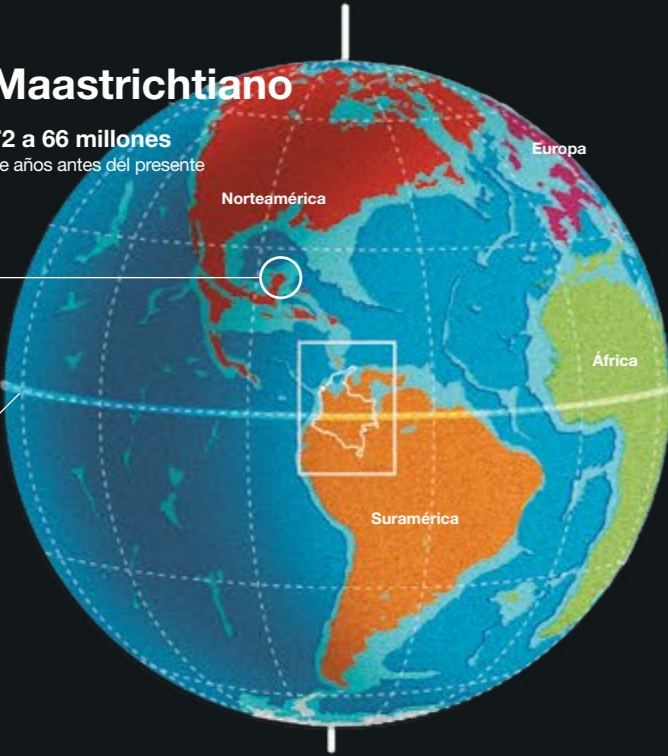 Maastrichtiano
72 a 66 millones
e años antes del presente
Europa
Norteamérica
África
Suramérica